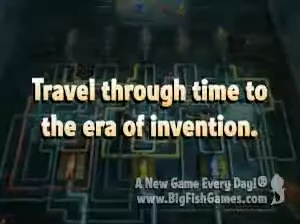 Travel through time to
the era of invention.
A New Game Every Day!®
www.BigFishGames.com